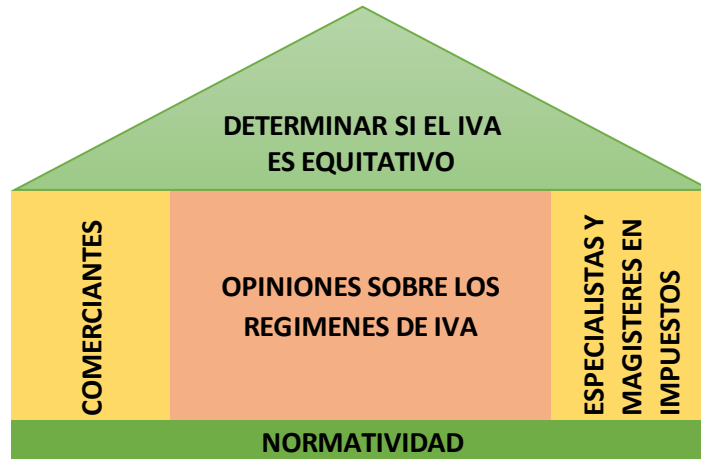 DETERMINAR SI EL IVA
ES EQUITATIVO
COMERCIANTES
OPINIONES SOBRE LOS
REGIMENES DE IVA
ESPECIALISTAS Y
MAGISTERES EN
IMPUESTOS
NORMATIVIDAD